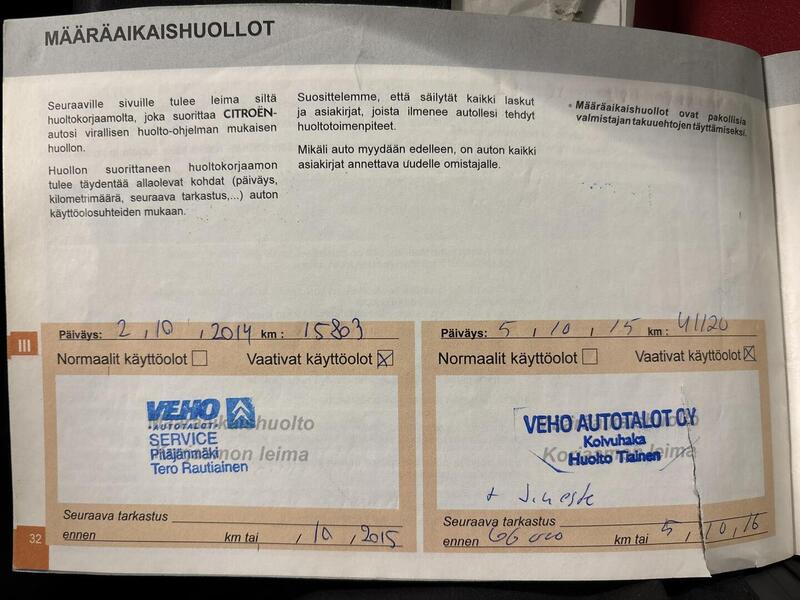 MÄÄRÄAIKAISHUOLLOT
Seuraaville sivuille tulee leima siltä
huoltokorjaamolta, joka suorittaa CITROËN-
autosi virallisen huolto-ohjelman mukaisen
huollon.
Huollon suorittaneen huoltokorjaamon
tulee täydentää allaolevat kohdat (päiväys,
kilometrimäärä, seuraava tarkastus,...) auton
käyttöolosuhteiden mukaan.
Suosittelemme, että säilytät kaikki laskut
ja asiakirjat, joista ilmenee autollesi tehdyt
huoltotoimenpiteet.
Mikäli auto myydään edelleen, on auton kaikki
asiakirjat annettava uudelle omistajalle.
• Määräaikaishuollot ovat pakollisia
valmistajan takuuehtojen täyttämiseksi.
III
Päiväys: 2 , 10 , 2014 km : 15803
Normaalit käyttöolot Vaativat käyttöolot
VEHO
AUTOTALOT
SERVICE
Pitäjänmäki
Tero Rautiainen
Seuraava tarkastus
ennen km tai , 10 , 2015
Päiväys: 5 , 10 , 15 km : 41120
Normaalit käyttöolot Vaativat käyttöolot
VEHO AUTOTALOT OY
Koivuhaka
Korjaamon leima
Huolto Tiainen
+ J.neste
Seuraava tarkastus
ennen 66 000 km tai 5 , 10 , 16
32